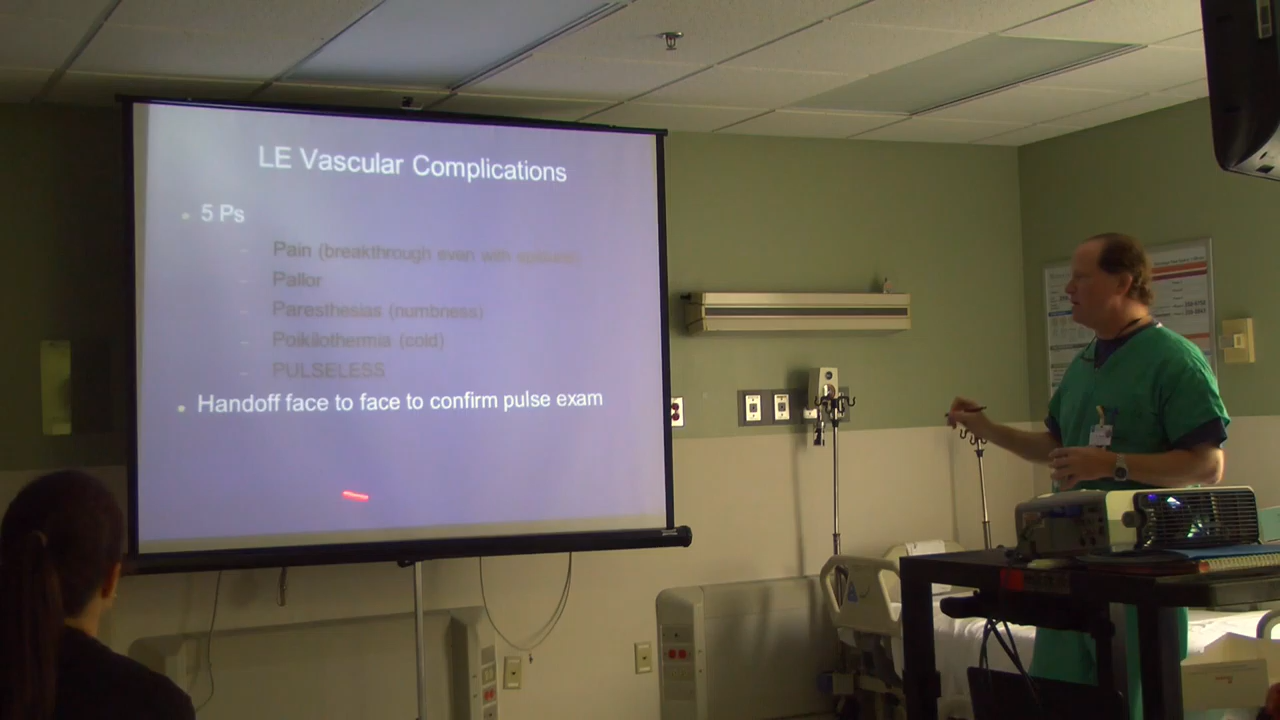 LE Vascular Complications
• 5 Ps
– Pain (breakthrough even with epidural)
– Pallor
– Paresthesias (numbness)
– Poikilothermia (cold)
– PULSELESS
• Handoff face to face to confirm pulse exam